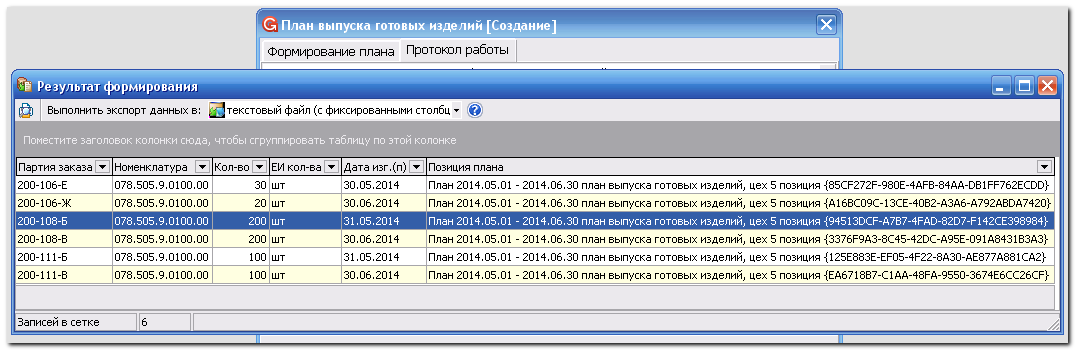 План выпуска готовых изделий [Создание]
Формирование плана Протокол работы
Результат формирования
Выполнить экспорт данных в: текстовый файл (с фиксированными столбц
Поместите заголовок колонки сюда, чтобы сгруппировать таблицу по этой колонке
Партия заказа Номенклатура Кол-во ЕИ кол-ва Дата изг.(п) Позиция плана
200-106-Е 078.505.9.0100.00 30 шт 30.05.2014 План 2014.05.01 - 2014.06.30 план выпуска готовых изделий, цех 5 позиция {85CF272F-980E-4AFB-84AA-DB1FF762ECDD}
200-106-Ж 078.505.9.0100.00 20 шт 30.06.2014 План 2014.05.01 - 2014.06.30 план выпуска готовых изделий, цех 5 позиция {A16BC09C-13CE-40B2-A3A6-A792ABDA7420}
200-108-Б 078.505.9.0100.00 200 шт 31.05.2014 План 2014.05.01 - 2014.06.30 план выпуска готовых изделий, цех 5 позиция {94513DCF-A7B7-4FAD-82D7-F142CE398984}
200-108-В 078.505.9.0100.00 200 шт 30.06.2014 План 2014.05.01 - 2014.06.30 план выпуска готовых изделий, цех 5 позиция {3376F9A3-8C45-42DC-A95E-091A8431B3A3}
200-111-Б 078.505.9.0100.00 100 шт 31.05.2014 План 2014.05.01 - 2014.06.30 план выпуска готовых изделий, цех 5 позиция {125E883E-EF05-4F22-8A30-AE877A881CA2}
200-111-В 078.505.9.0100.00 100 шт 30.06.2014 План 2014.05.01 - 2014.06.30 план выпуска готовых изделий, цех 5 позиция {EA6718B7-C1AA-48FA-9550-3674E6CC26CF}
Записей в сетке 6